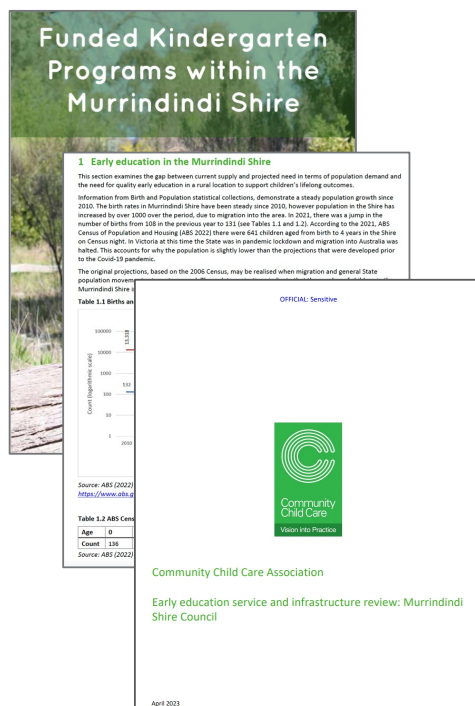 Funded Kindergarten
Programs within the
Murrindindi Shire
1 Early education in the Murrindindi Shire
This section examines the gap between current supply and projected need in terms of population demand and
the need for quality early education in a rural location to support children's lifelong outcomes.
Information from Birth and Population statistical collections, demonstrate a steady population growth since
2010. The birth rates in Murrindindi Shire have been steady since 2010, however population in the Shire has
increased by over 1000 over the period, due to migration into the area. In 2021, there was a jump in the
number of births from 108 in the previous year to 131 (see Tables 1.1 and 1.2). According to the 2021, ABS
Census of Population and Housing (ABS 2022) there were 641 children aged from birth to 4 years in the Shire
on Census night. In Victoria at this time the State was in pandemic lockdown and migration into Australia was
halted. This accounts for why the population is slightly lower than the projections that were developed prior
to the Covid-19 pandemic.
The original projections, based on the 2006 Census, may be realised when migration and general State
population
Murrindindi Shire
Table 1.1 Births an
Count (logarithmic scale)
100000
10000
1000
100
10
1
13,318
132
2010
Source: ABS (2022)
https://www.abs.g
Table 1.2 ABS Cens
Age 0
Count 136
Source: ABS (2022)
OFFICIAL: Sensitive
Community
Child Care
Vision into Practice
Community Child Care Association
Early education service and infrastructure review: Murrindindi
Shire Council
April 2023